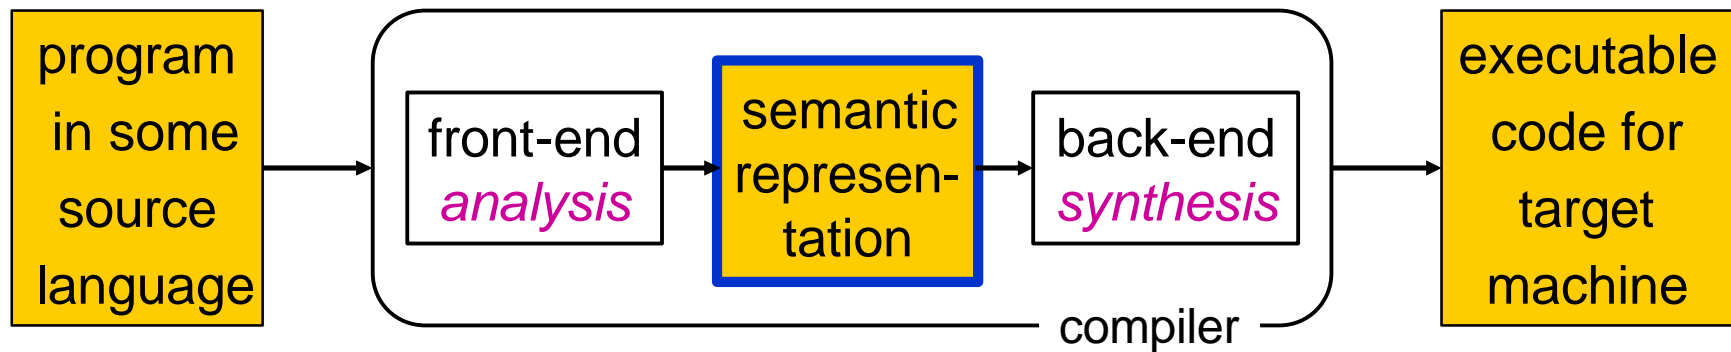 program
in some
source
language
front-end
analysis
semantic
represen-
tation
back-end
synthesis
compiler
executable
code for
target
machine